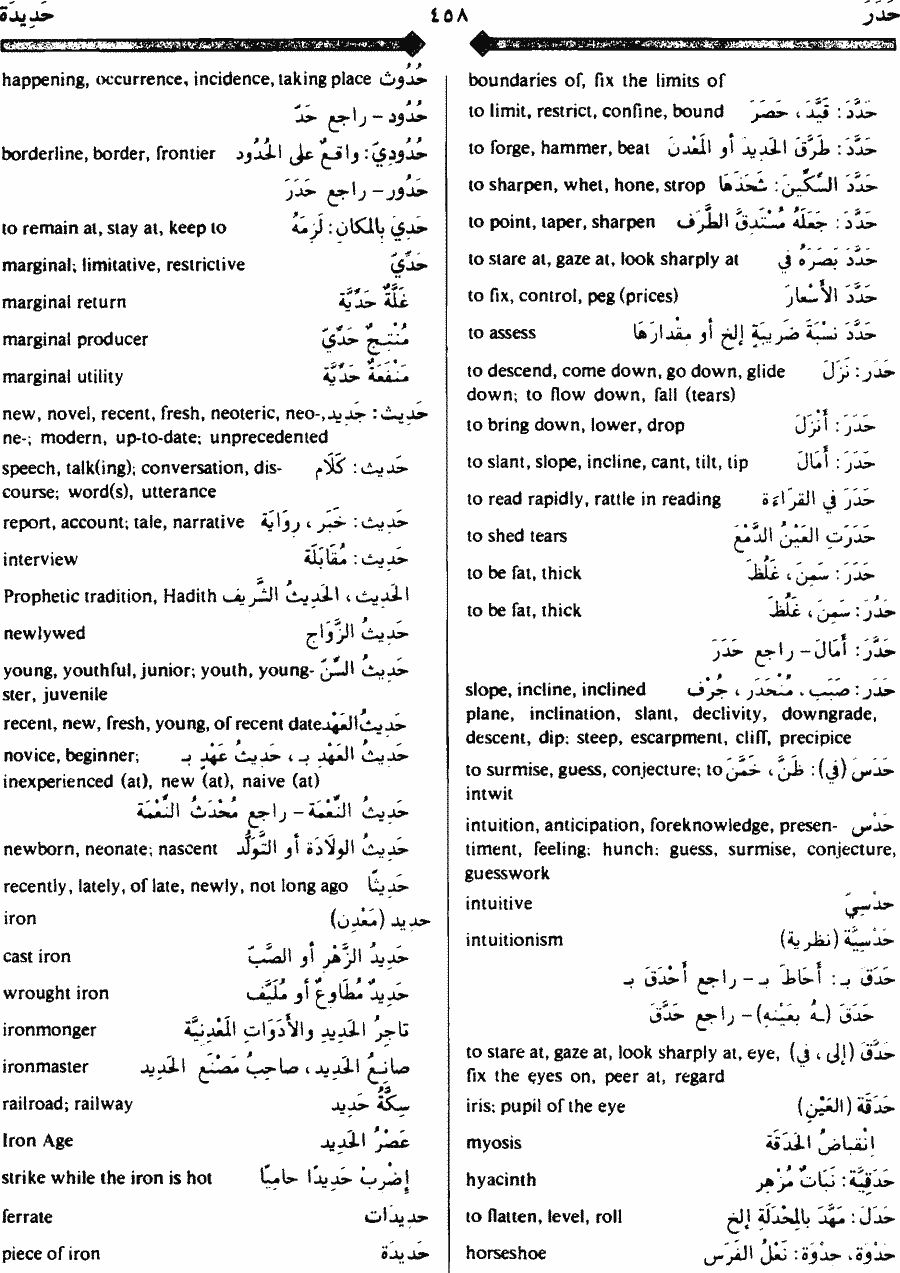 حَدَرَ
٤٥٨
حَدِيدَة
boundaries of, fix the limits of
to limit, restrict, confine, bound حَدَّدَ: قَيَّدَ، حَصَرَ
to forge, hammer, beat حَدَّدَ: طَرَقَ الحَدِيدَ أو المَعْدنَ
to sharpen, whet, hone, strop حَدَّدَ السِّكِّينَ: شَحَذَهَا
to point, taper, sharpen حَدَّدَ: جَعَلَهُ مُسْتَدِقَّ الطَّرَف
to stare at, gaze at, look sharply at حَدَّدَ بَصَرَهُ فِي
to fix, control, peg (prices) حَدَّدَ الأَسْعَارَ
to assess حَدَّدَ نِسْبَةَ ضَرِيبَةٍ إلخ أو مِقْدارَهَا
to descend, come down, go down, glide حَدَرَ: نَزَلَ
down; to flow down, fall (tears)
to bring down, lower, drop حَدَرَ: أَنْزَلَ
to slant, slope, incline, cant, tilt, tip حَدَرَ: أَمَالَ
to read rapidly, rattle in reading حَدَرَ في القِرَاءَة
to shed tears حَدَرَتِ العَيْنُ الدَّمْعَ
to be fat, thick حَدَرَ: سَمِنَ، غَلُظَ
to be fat, thick حَدُرَ: سَمِنَ، غَلُظَ
حَدَّرَ: أَمَالَ – راجع حَدَرَ
slope, incline, inclined حَدَر: صَبَب، مُنْحَدَر، جُرْف
plane, inclination, slant, declivity, downgrade,
descent, dip; steep, escarpment, cliff, precipice
to surmise, guess, conjecture; to حَدَسَ (في): ظَنَّ، خَمَّنَ
intwit
intuition, anticipation, foreknowledge, presen- حَدْس
timent, feeling; hunch; guess, surmise, conjecture,
guesswork
intuitive حَدْسِيّ
intuitionism حَدْسِيَّة (نظرية)
حَدَقَ بـ: أَحَاطَ بـ – راجع أَحْدَقَ بـ
حَدَقَ (ـهُ بِعَيْنِهِ) – راجع حَدَّقَ
to stare at, gaze at, look sharply at, eye, حَدَّقَ (إلى، في)
fix the eyes on, peer at, regard
iris; pupil of the eye حَدَقَة (العَيْنِ)
myosis انْقِبَاضُ الحَدَقَة
hyacinth حَدَقِيَّة: نَبَاتٌ مُزْهِر
to flatten, level, roll حَدَلَ: مَهَّدَ بِالمِحْدَلَةِ إلخ
horseshoe حَدْوَة، حدْوَة: نَعْلُ الفَرَس
happening, occurrence, incidence, taking place حُدُوث
حُدُود – راجع حَدّ
borderline, border, frontier حُدُودِيّ: واقِعٌ على الحُدُود
حُدُور – راجع حَدَرَ
to remain at, stay at, keep to حَدِيَ بِالمكَانِ: لَزِمَهُ
marginal; limitative, restrictive حَدِّيّ
marginal return غَلَّةٌ حَدِّيَّة
marginal producer مُنْتِجٌ حَدِّيّ
marginal utility مَنْفَعَةٌ حَدِّيَّة
new, novel, recent, fresh, neoteric, neo-, حَدِيث: جَدِيد
ne-; modern, up-to-date; unprecedented
speech, talk(ing); conversation, dis- حَدِيث: كَلَام
course; word(s), utterance
report, account; tale, narrative حَدِيث: خَبَر، رِوَايَة
interview حَدِيث: مُقَابَلَة
Prophetic tradition, Hadith الحَدِيث، الحَدِيثُ الشَّرِيف
newlywed حَدِيثُ الزَّوَاج
young, youthful, junior; youth, young- حَدِيثُ السِّنّ
ster, juvenile
recent, new, fresh, young, of recent date حَدِيثُ العَهْد
novice, beginner; حَدِيثُ العَهْدِ بـ، حَدِيثُ عَهْدٍ بـ
inexperienced (at), new (at), naive (at)
حَدِيثُ النِّعْمَة – راجع مُحْدَثُ النِّعْمَة
newborn, neonate; nascent حَدِيثُ الوِلَادَة أو التَّوَلُّد
recently, lately, of late, newly, not long ago حَدِيثًا
iron حديد (مَعْدِن)
cast iron حَدِيدُ الزَّهْر أو الصَّبّ
wrought iron حَدِيدٌ مُطَاوِعٌ أو مُلَيَّف
ironmonger تَاجِرُ الحَدِيدِ والأدَوَاتِ المَعْدِنِيَّة
ironmaster صانِعُ الحَدِيد، صاحِبُ مَصْنَعِ الحَدِيد
railroad; railway سِكَّةُ حَدِيد
Iron Age عَصْرُ الحَدِيد
strike while the iron is hot إِضْرِبْ حَدِيدًا حامِيًا
ferrate حَدِيدَات
piece of iron حَدِيدَة